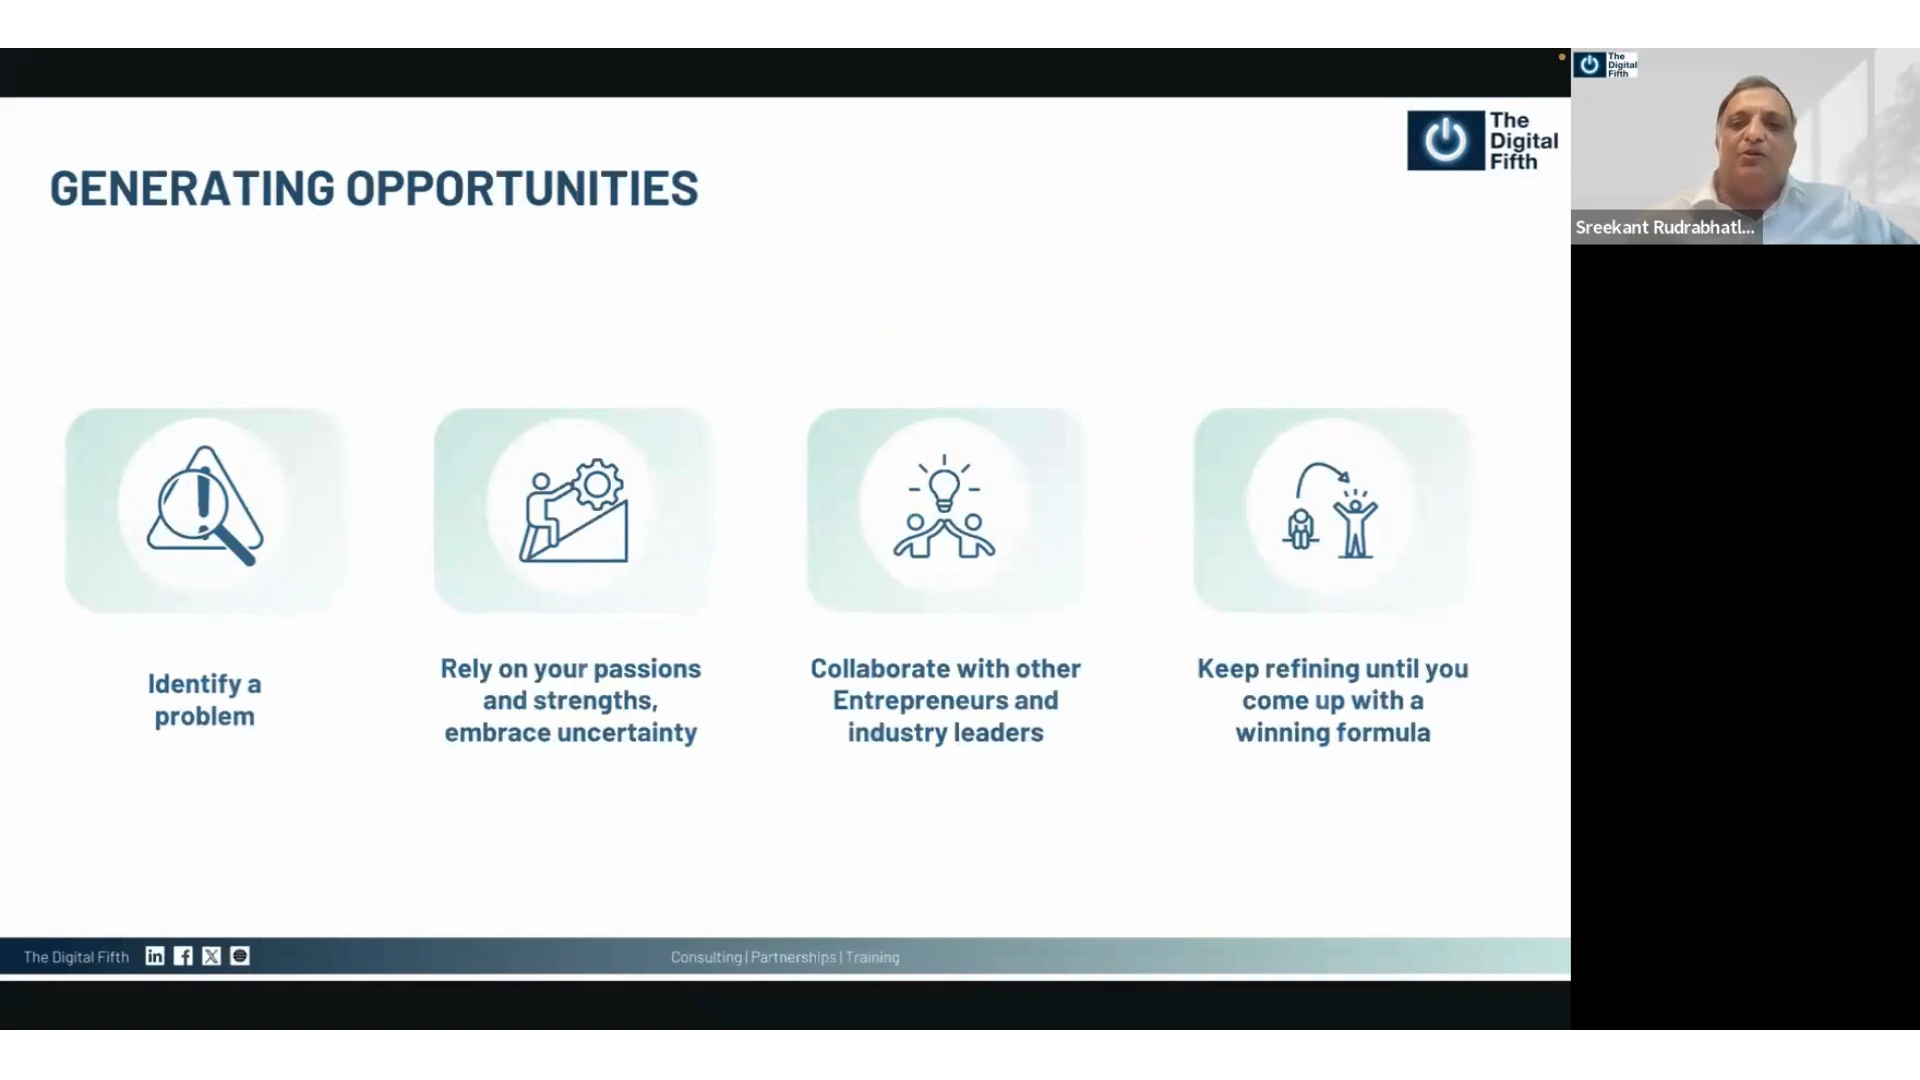 The
Digital
Fifth
GENERATING OPPORTUNITIES
The
Digital
Fifth
Sreekant Rudrabhatl...
Identify a
problem
Rely on your passions
and strengths,
embrace uncertainty
Collaborate with other
Entrepreneurs and
industry leaders
Keep refining until you
come up with a
winning formula
The Digital Fifth
Consulting | Partnerships | Training